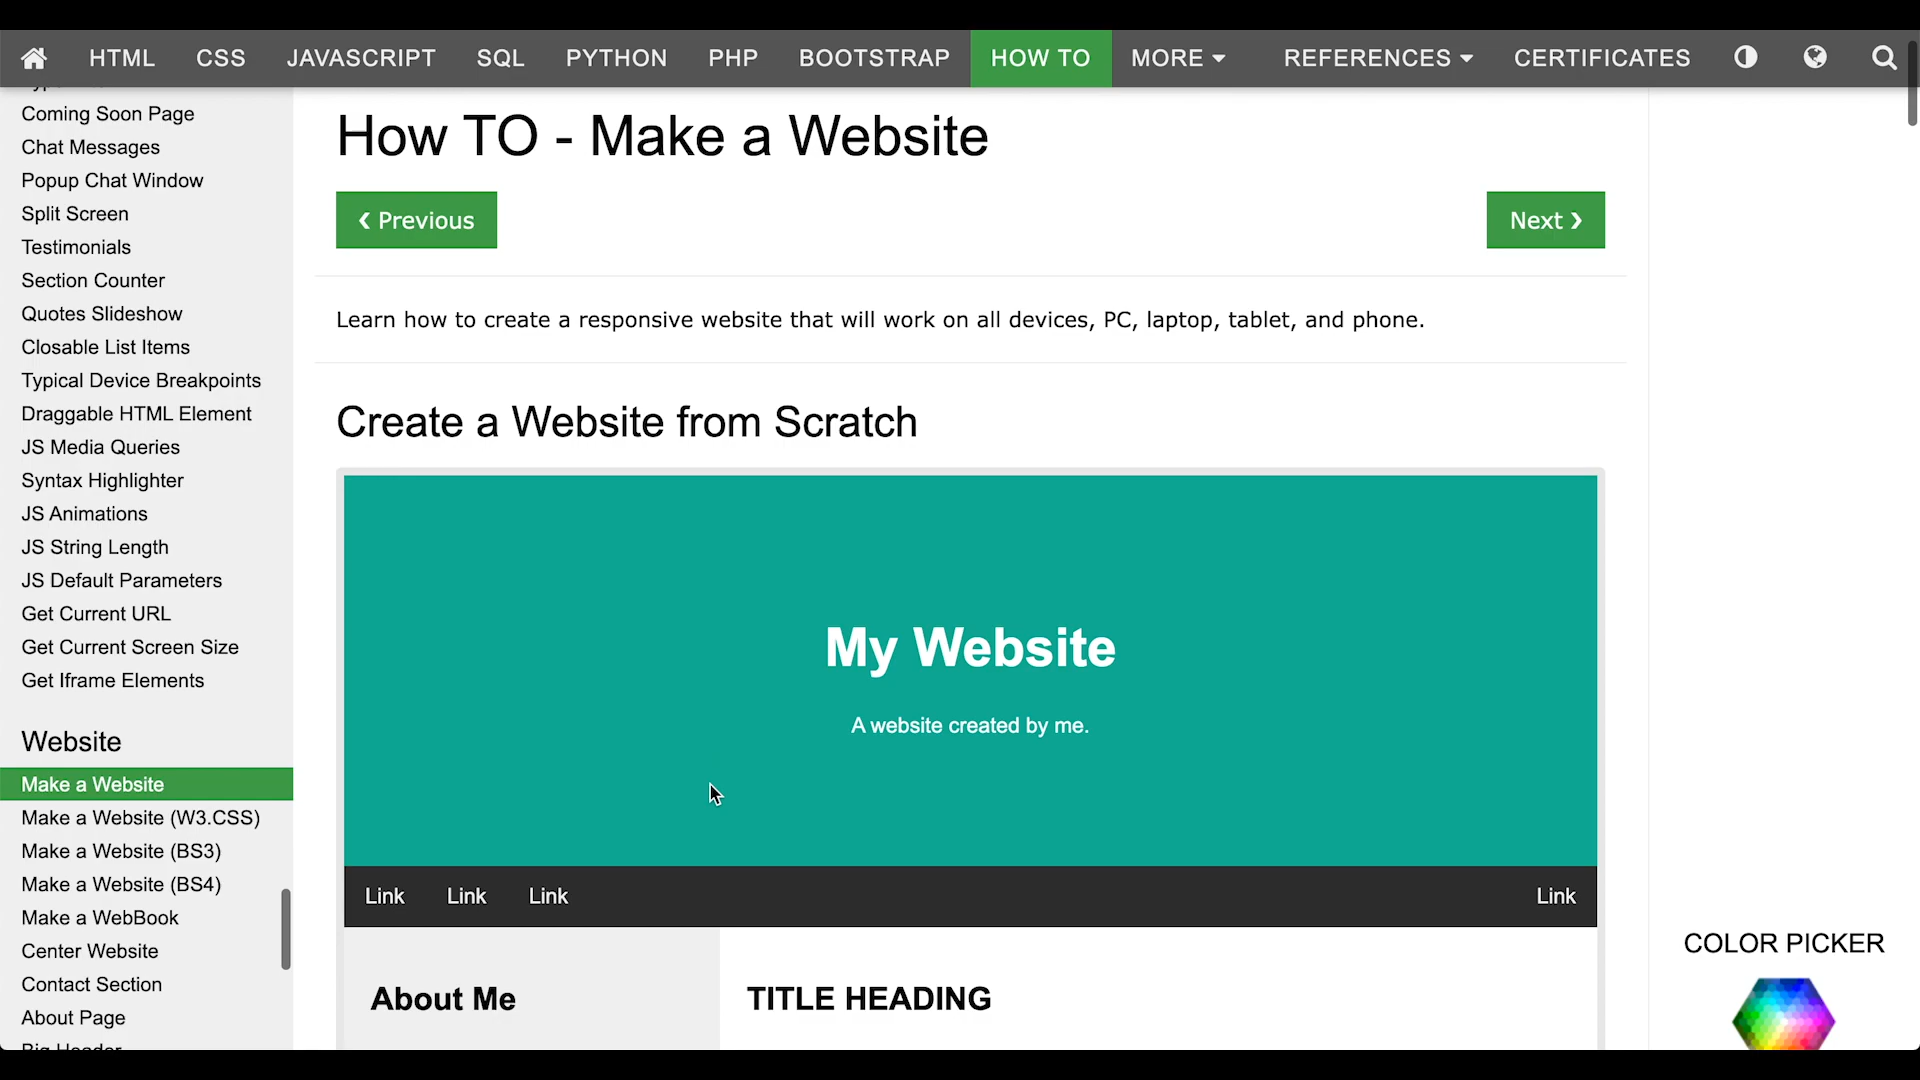 HTML CSS JAVASCRIPT SQL PYTHON PHP BOOTSTRAP HOW TO MORE REFERENCES CERTIFICATES
Coming Soon Page
Chat Messages
Popup Chat Window
Split Screen
Testimonials
Section Counter
Quotes Slideshow
Closable List Items
Typical Device Breakpoints
Draggable HTML Element
JS Media Queries
Syntax Highlighter
JS Animations
JS String Length
JS Default Parameters
Get Current URL
Get Current Screen Size
Get Iframe Elements
Website
Make a Website
Make a Website (W3.CSS)
Make a Website (BS3)
Make a Website (BS4)
Make a WebBook
Center Website
Contact Section
About Page
Big Header
How TO - Make a Website
❮ Previous
Next ❯
Learn how to create a responsive website that will work on all devices, PC, laptop, tablet, and phone.
Create a Website from Scratch
My Website
A website created by me.
Link Link Link Link
About Me
TITLE HEADING
COLOR PICKER